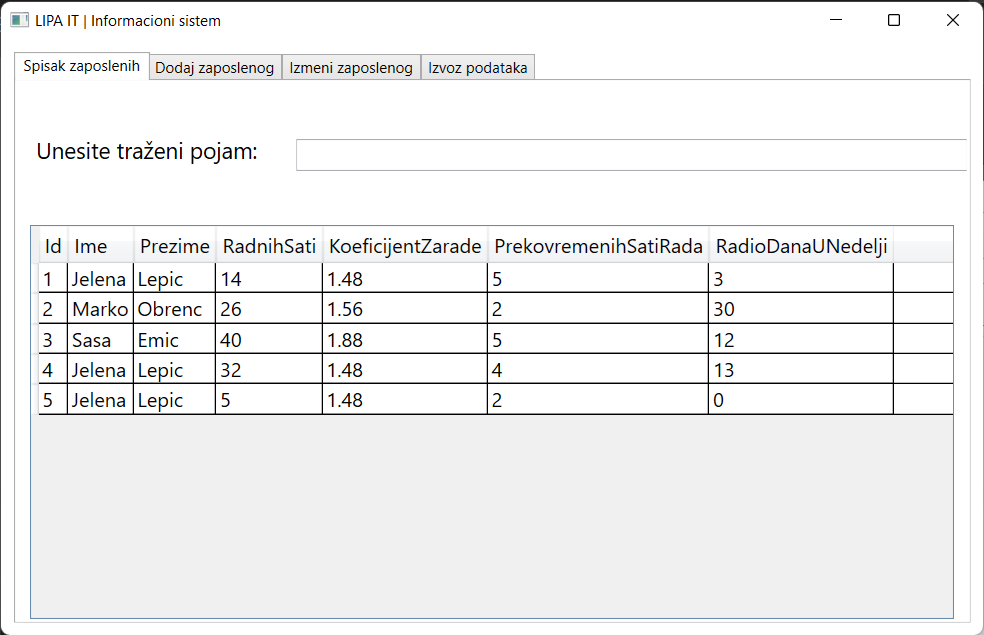 LIPA IT | Informacioni sistem
Spisak zaposlenih Dodaj zaposlenog Izmeni zaposlenog Izvoz podataka
Unesite traženi pojam:
Id Ime Prezime RadnihSati KoeficijentZarade PrekovremenihSatiRada RadioDanaUNedelji
1 Jelena Lepic 14 1.48 5 3
2 Marko Obrenc 26 1.56 2 30
3 Sasa Emic 40 1.88 5 12
4 Jelena Lepic 32 1.48 4 13
5 Jelena Lepic 5 1.48 2 0